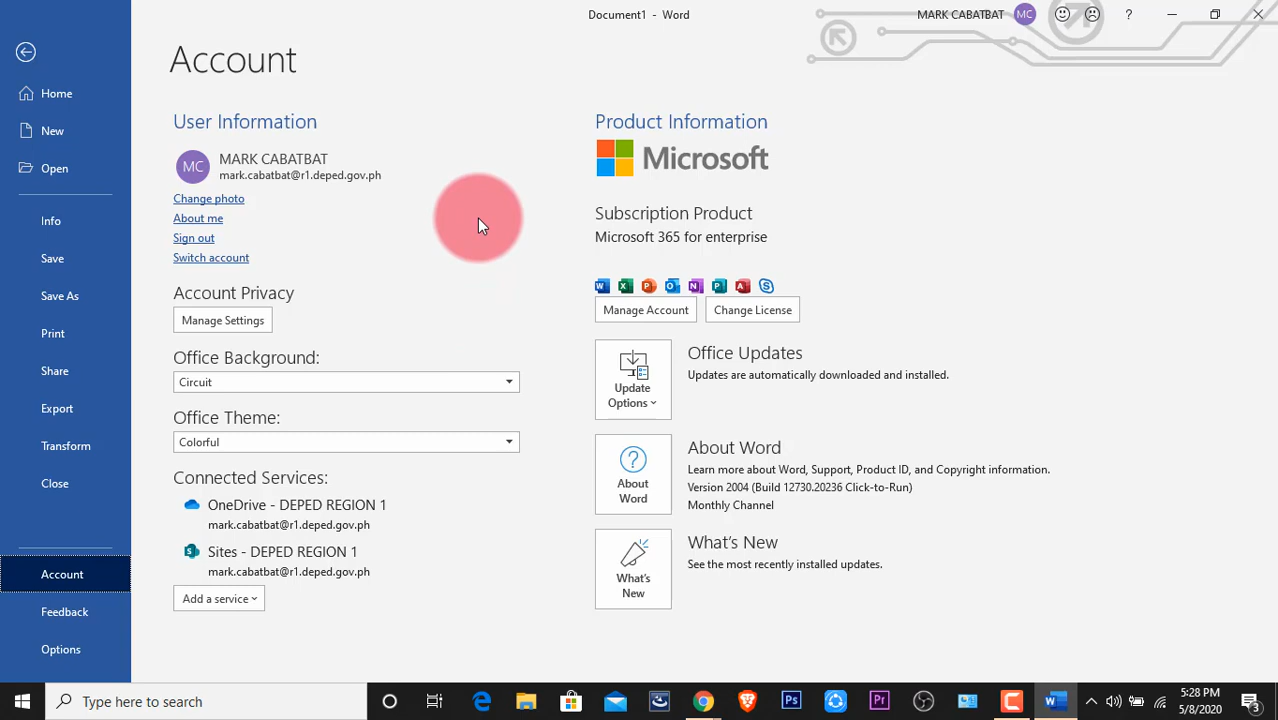 Document1 - Word
MARK CABATBAT MC
?
Account
Home
New
Open
Info
Save
Save As
Print
Share
Export
Transform
Close
Account
Feedback
Options
User Information
MC
MARK CABATBAT
mark.cabatbat@r1.deped.gov.ph
Change photo
About me
Sign out
Switch account
Account Privacy
Manage Settings
Office Background:
Circuit
Office Theme:
Colorful
Connected Services:
OneDrive - DEPED REGION 1
mark.cabatbat@r1.deped.gov.ph
Sites - DEPED REGION 1
mark.cabatbat@r1.deped.gov.ph
Add a service
Product Information
Microsoft
Subscription Product
Microsoft 365 for enterprise
Manage Account
Change License
Update
Options
Office Updates
Updates are automatically downloaded and installed.
About
Word
About Word
Learn more about Word, Support, Product ID, and Copyright information.
Version 2004 (Build 12730.20236 Click-to-Run)
Monthly Channel
What's
New
What's New
See the most recently installed updates.
Type here to search
Ps
Pr
W
5:28 PM
5/8/2020
3